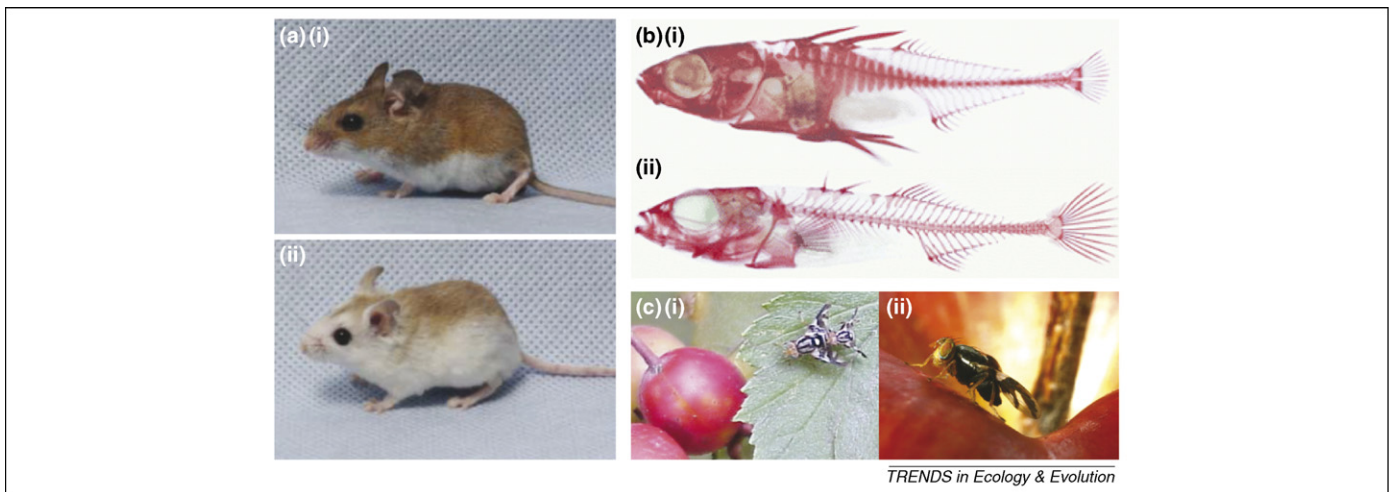 (a)(i)
(ii)
(b)(i)
(ii)
(c)(i)
(ii)
TRENDS in Ecology & Evolution